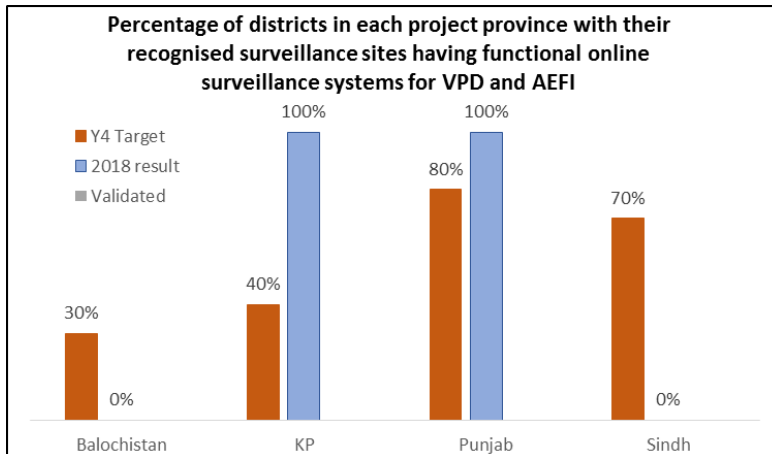 Percentage of districts in each project province with their
recognised surveillance sites having functional online
surveillance systems for VPD and AEFI
100%
100%
Y4 Target
2018 result
Validated
80%
70%
40%
30%
0%
0%
Balochistan
KP
Punjab
Sindh